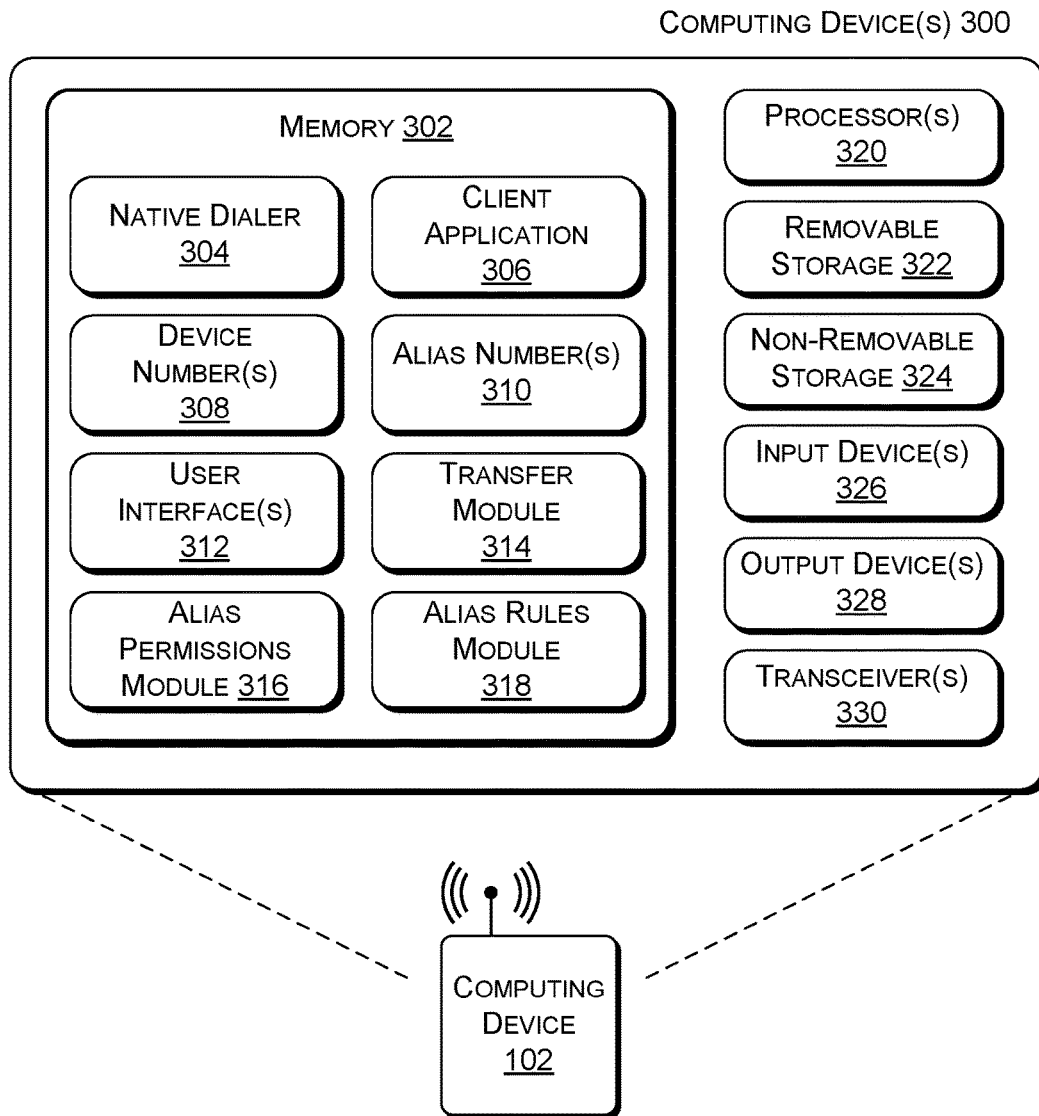 COMPUTING DEVICE(S) 300
MEMORY 302
NATIVE DIALER
304
CLIENT
APPLICATION
306
DEVICE
NUMBER(S)
308
ALIAS NUMBER(S)
310
USER
INTERFACE(S)
312
TRANSFER
MODULE
314
ALIAS
PERMISSIONS
MODULE 316
ALIAS RULES
MODULE
318
PROCESSOR(S)
320
REMOVABLE
STORAGE 322
NON-REMOVABLE
STORAGE 324
INPUT DEVICE(S)
326
OUTPUT DEVICE(S)
328
TRANSCEIVER(S)
330
COMPUTING
DEVICE
102